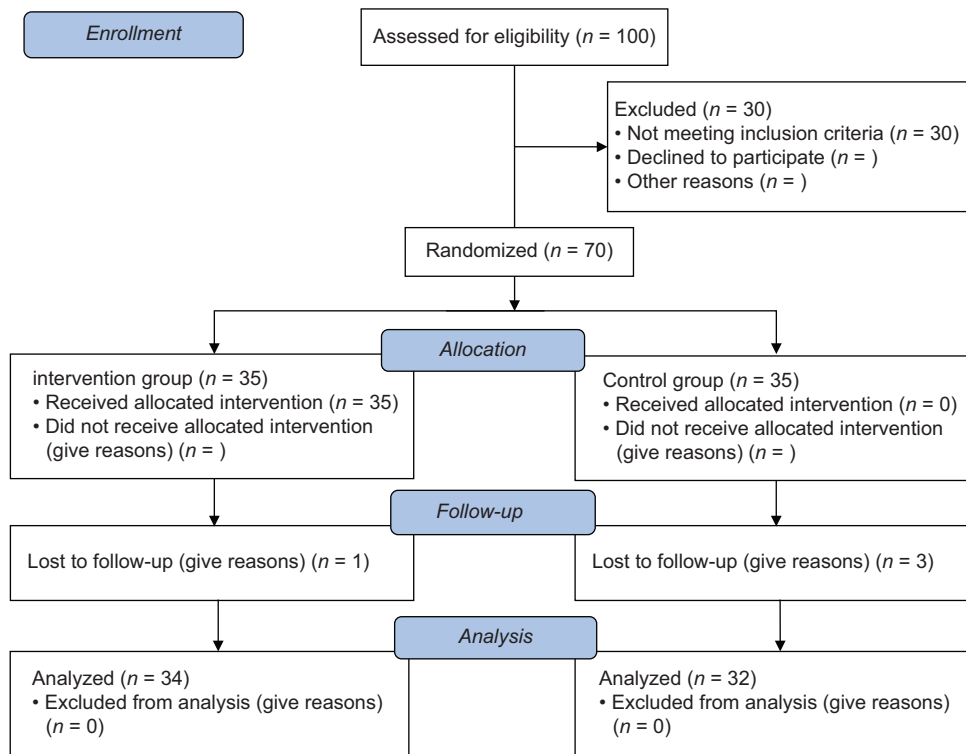 Enrollment
Assessed for eligibility (n = 100)
Excluded (n = 30)
• Not meeting inclusion criteria (n = 30)
• Declined to participate (n = )
• Other reasons (n = )
Randomized (n = 70)
Allocation
intervention group (n = 35)
• Received allocated intervention (n = 35)
• Did not receive allocated intervention
(give reasons) (n = )
Control group (n = 35)
• Received allocated intervention (n = 0)
• Did not receive allocated intervention
(give reasons) (n = )
Follow-up
Lost to follow-up (give reasons) (n = 1)
Lost to follow-up (give reasons) (n = 3)
Analysis
Analyzed (n = 34)
• Excluded from analysis (give reasons)
(n = 0)
Analyzed (n = 32)
• Excluded from analysis (give reasons)
(n = 0)